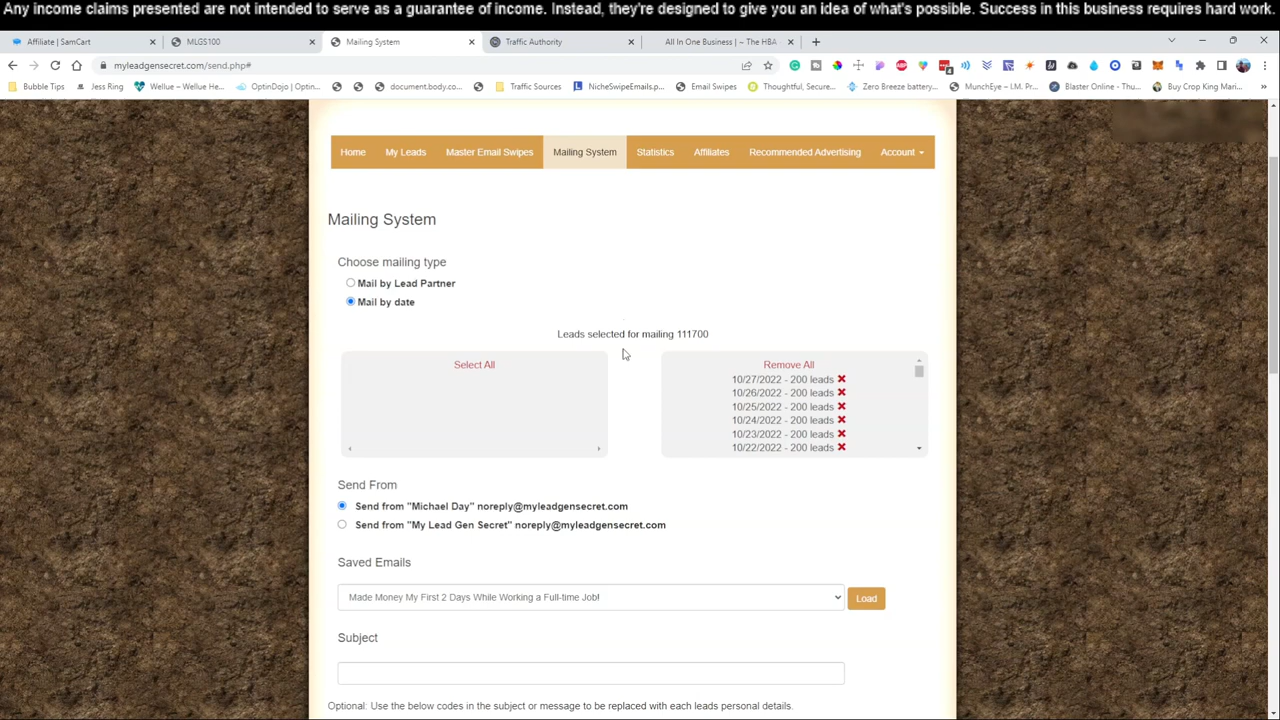 Any income claims presented are not intended to serve as a guarantee of income. Instead, they're designed to give you an idea of what's possible. Success in this business requires hard work.
Affiliate | SamCart
MLGS100
Mailing System
Traffic Authority
All In One Business | – The HBA
myleadgensecret.com/send.php#
Bubble Tips
Jess Ring
Wellue – Wellue He...
OptinDojo | Optin...
document.body.co...
Traffic Sources
NicheSwipeEmails.p...
Email Swipes
Thoughtful, Secure...
Zero Breeze battery...
MunchEye – I.M. Pr...
Blaster Online - Thu...
Buy Crop King Mari...
Home
My Leads
Master Email Swipes
Mailing System
Statistics
Affiliates
Recommended Advertising
Account
Mailing System
Choose mailing type
Mail by Lead Partner
Mail by date
Leads selected for mailing 111700
Select All
Remove All
10/27/2022 - 200 leads
10/26/2022 - 200 leads
10/25/2022 - 200 leads
10/24/2022 - 200 leads
10/23/2022 - 200 leads
10/22/2022 - 200 leads
Send From
Send from "Michael Day" noreply@myleadgensecret.com
Send from "My Lead Gen Secret" noreply@myleadgensecret.com
Saved Emails
Made Money My First 2 Days While Working a Full-time Job!
Load
Subject
Optional: Use the below codes in the subject or message to be replaced with each leads personal details.